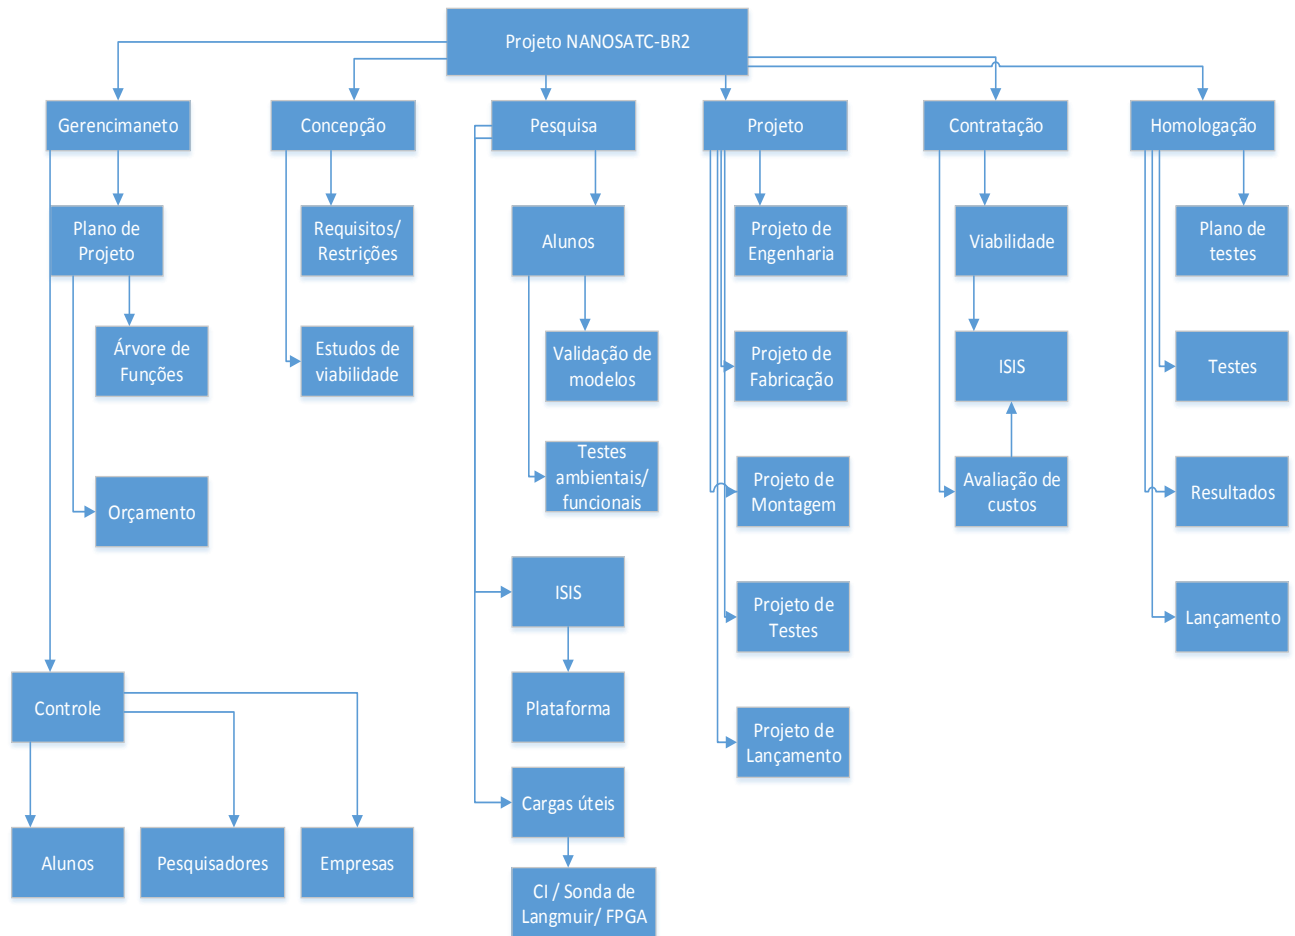 Projeto NANOSATC-BR2
Gerencimaneto
Concepção
Pesquisa
Projeto
Contratação
Homologação
Plano de
Projeto
Requisitos/
Restrições
Alunos
Projeto de
Engenharia
Viabilidade
Plano de
testes
Árvore de
Funções
Estudos de
viabilidade
Validação de
modelos
Projeto de
Fabricação
ISIS
Testes
Orçamento
Testes
ambientais/
funcionais
Projeto de
Montagem
Avaliação de
custos
Resultados
ISIS
Projeto de
Testes
Lançamento
Controle
Plataforma
Projeto de
Lançamento
Cargas úteis
Alunos
Pesquisadores
Empresas
CI / Sonda de
Langmuir/ FPGA